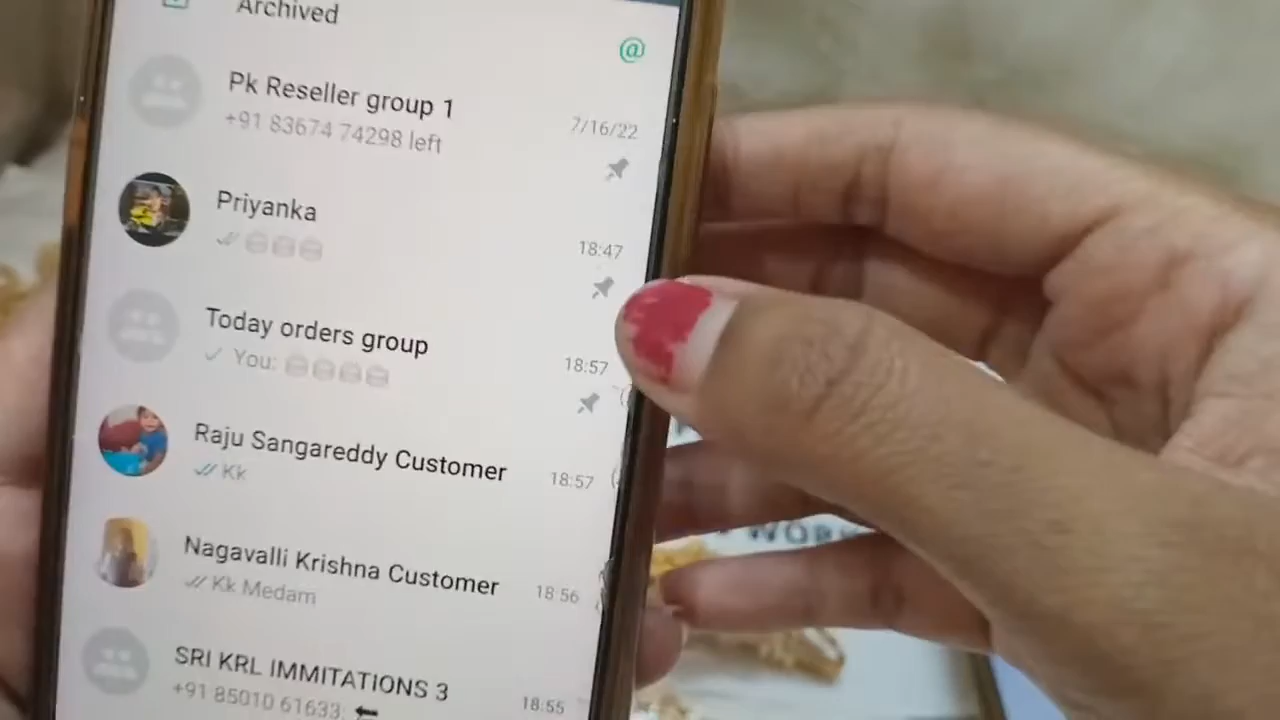 Archived
@
Pk Reseller group 1
7/16/22
+91 83674 74298 left
Priyanka
18:47
Today orders group
18:57
You:
Raju Sangareddy Customer
18:57
Kk
Nagavalli Krishna Customer
18:56
Kk Medam
SRI KRL IMMITATIONS 3
18:55
+91 85010 61633:
WORK